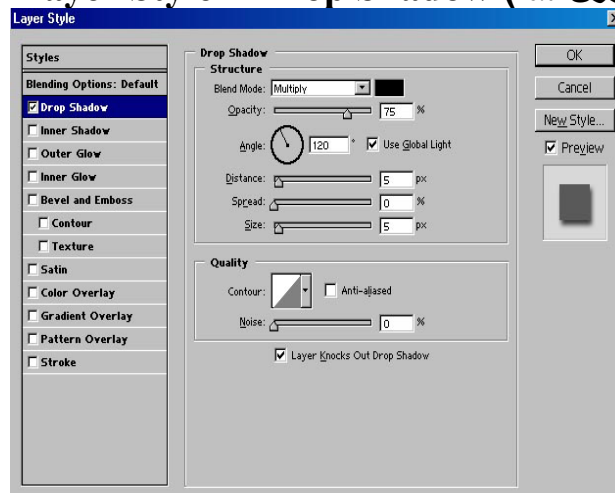 Layer Style
Styles
Blending Options: Default
Drop Shadow
Inner Shadow
Outer Glow
Inner Glow
Bevel and Emboss
Contour
Texture
Satin
Color Overlay
Gradient Overlay
Pattern Overlay
Stroke
Drop Shadow
Structure
Blend Mode: Multiply
Opacity: 75 %
Angle: 120 ° Use Global Light
Distance: 5 px
Spread: 0 %
Size: 5 px
Quality
Contour: Anti-aliased
Noise: 0 %
Layer Knocks Out Drop Shadow
OK
Cancel
New Style...
Preview